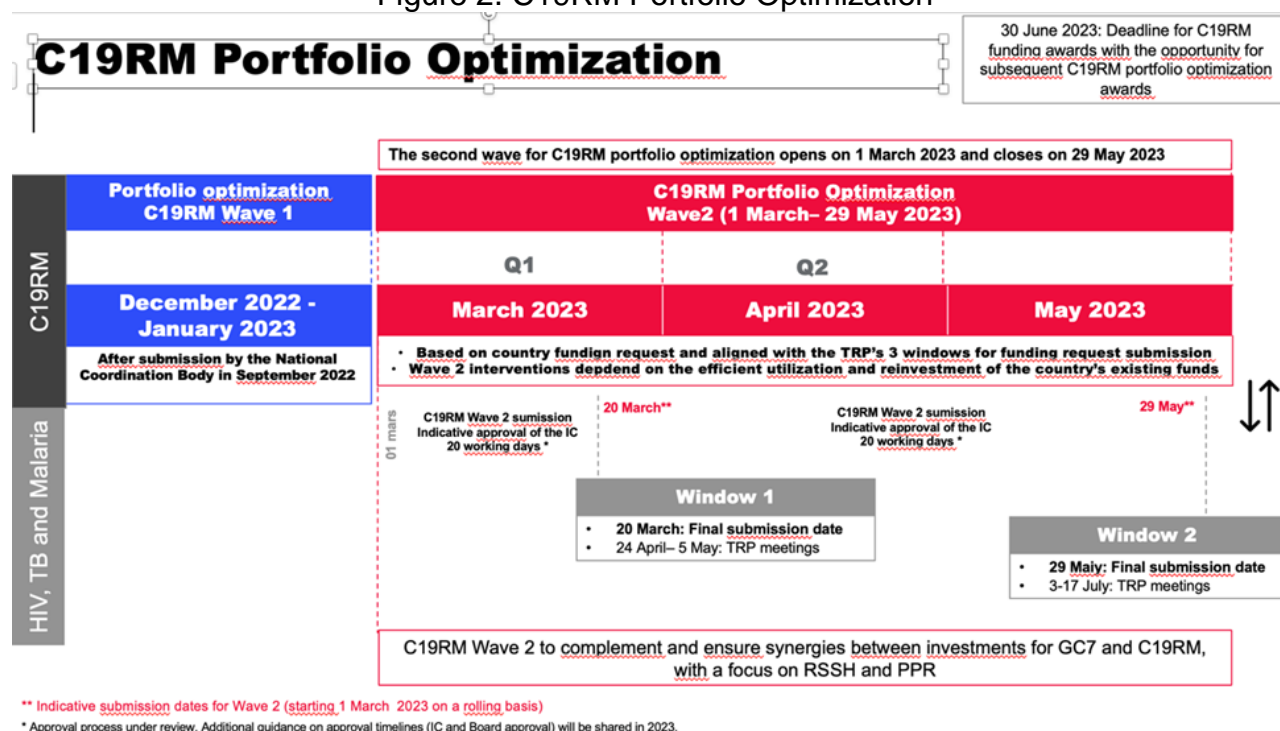 Figure 2: C19RM Portfolio Optimization
C19RM Portfolio Optimization
30 June 2023: Deadline for C19RM
funding awards with the opportunity for
subsequent C19RM portfolio optimization
awards
The second wave for C19RM portfolio optimization opens on 1 March 2023 and closes on 29 May 2023
C19RM
Portfolio optimization
C19RM Wave 1
C19RM Portfolio Optimization
Wave2 (1 March– 29 May 2023)
Q1
Q2
December 2022 -
January 2023
March 2023
April 2023
May 2023
After submission by the National
Coordination Body in September 2022
• Based on country fundign request and aligned with the TRP's 3 windows for funding request submission
• Wave 2 interventions depdend on the efficient utilization and reinvestment of the country's existing funds
HIV, TB and Malaria
01 mars
C19RM Wave 2 sumission
Indicative approval of the IC
20 working days *
20 March**
C19RM Wave 2 sumission
Indicative approval of the IC
20 working days *
29 May**
Window 1
• 20 March: Final submission date
• 24 April– 5 May: TRP meetings
Window 2
• 29 Maiy: Final submission date
• 3-17 July: TRP meetings
C19RM Wave 2 to complement and ensure synergies between investments for GC7 and C19RM,
with a focus on RSSH and PPR
** Indicative submission dates for Wave 2 (starting 1 March 2023 on a rolling basis)
* Approval process under review. Additional guidance on approval timelines (IC and Board approval) will be shared in 2023.